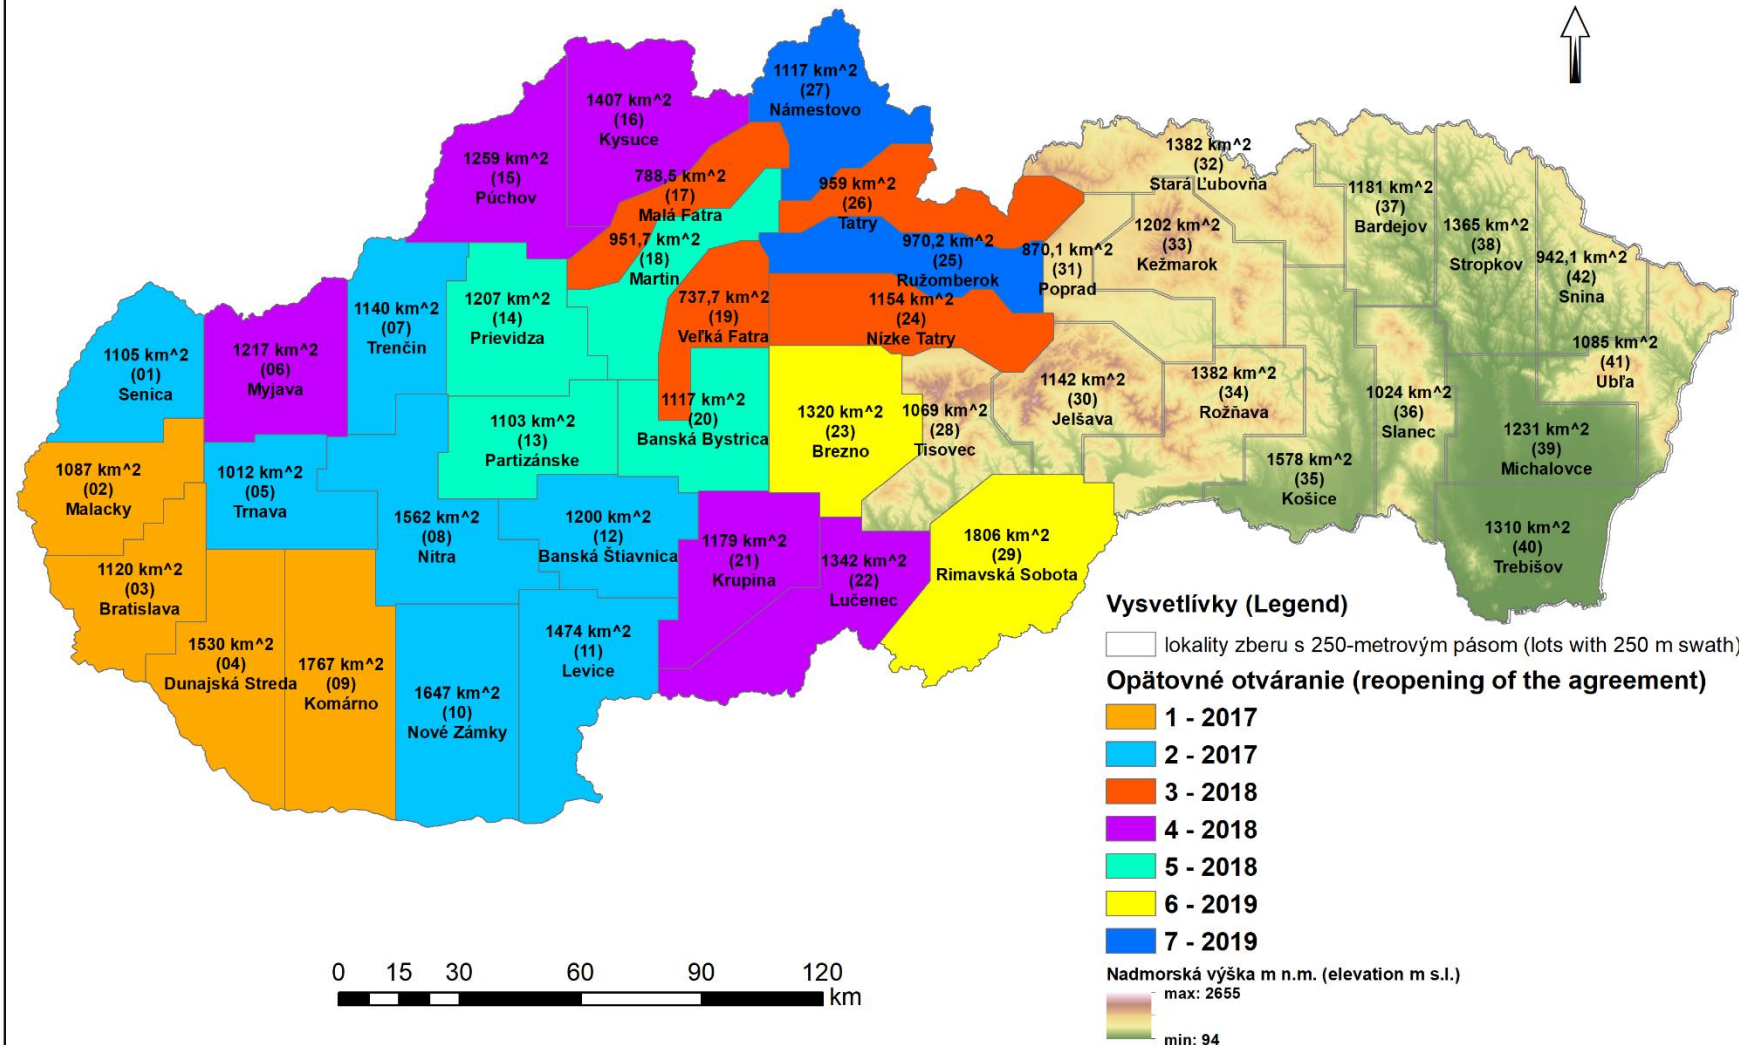 1117 km^2
(27)
Námestovo
1407 km^2
(16)
Kysuce
1259 km^2
(15)
Púchov
788,5 km^2
(17)
Malá Fatra
959 km^2
(26)
Tatry
1382 km^2
(32)
Stará Ľubovňa
1181 km^2
(37)
Bardejov
1365 km^2
(38)
Stropkov
1202 km^2
(33)
Kežmarok
951,7 km^2
(18)
Martin
970,2 km^2
(25)
Ružomberok
870,1 km^2
(31)
Poprad
942,1 km^2
(42)
Snina
1140 km^2
(07)
Trenčín
1207 km^2
(14)
Prievidza
737,7 km^2
(19)
Veľká Fatra
1154 km^2
(24)
Nízke Tatry
1105 km^2
(01)
Senica
1217 km^2
(06)
Myjava
1085 km^2
(41)
Ubľa
1142 km^2
(30)
Jelšava
1382 km^2
(34)
Rožňava
1024 km^2
(36)
Slanec
1103 km^2
(13)
Partizánske
1117 km^2
(20)
Banská Bystrica
1320 km^2
(23)
Brezno
1069 km^2
(28)
Tisovec
1231 km^2
(39)
Michalovce
1087 km^2
(02)
Malacky
1012 km^2
(05)
Trnava
1578 km^2
(35)
Košice
1562 km^2
(08)
Nitra
1200 km^2
(12)
Banská Štiavnica
1179 km^2
(21)
Krupina
1342 km^2
(22)
Lučenec
1806 km^2
(29)
Rimavská Sobota
1310 km^2
(40)
Trebišov
1120 km^2
(03)
Bratislava
1530 km^2
(04)
Dunajská Streda
1767 km^2
(09)
Komárno
1647 km^2
(10)
Nové Zámky
1474 km^2
(11)
Levice
Vysvetlívky (Legend)
lokality zberu s 250-metrovým pásom (lots with 250 m swath)
Opätovné otváranie (reopening of the agreement)
1 - 2017
2 - 2017
3 - 2018
4 - 2018
5 - 2018
6 - 2019
7 - 2019
Nadmorská výška m n.m. (elevation m s.l.)
max: 2655
min: 94
0 15 30 60 90 120
km